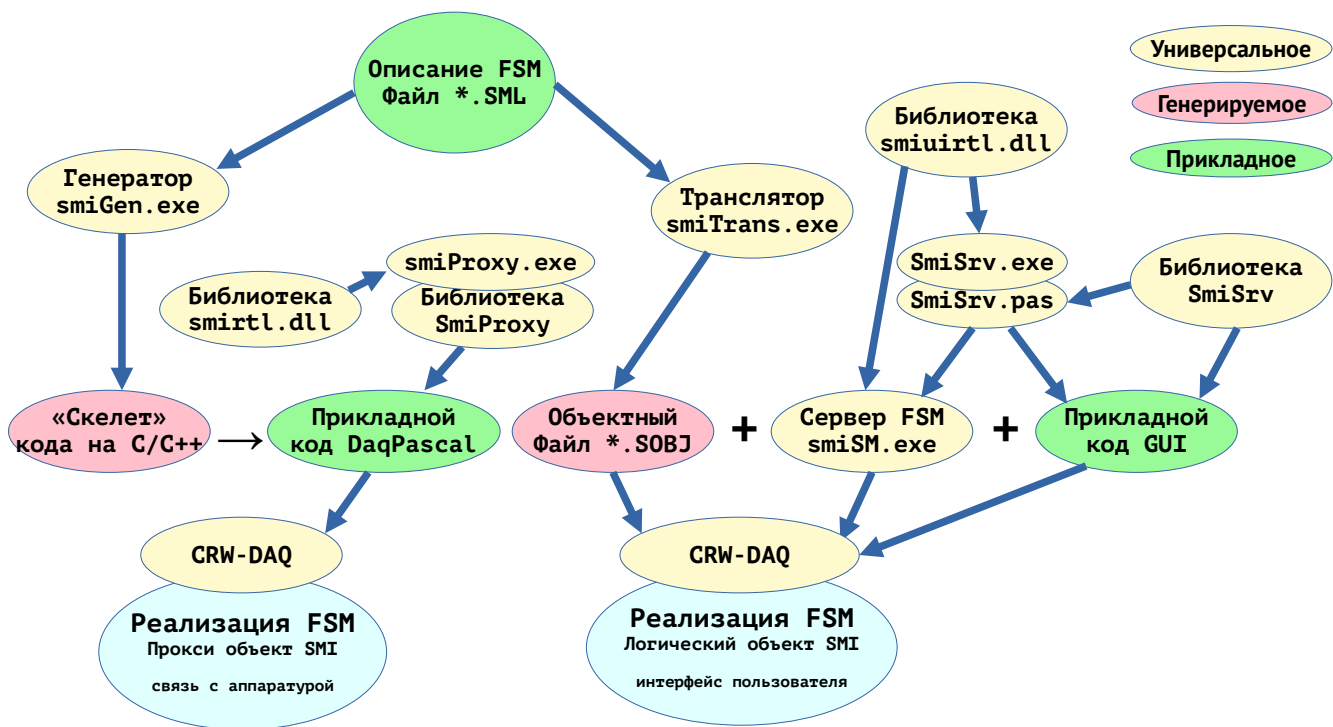 Описание FSM
Файл *.SML
Универсальное
Генерируемое
Прикладное
Библиотека
smiuirtl.dll
Генератор
smiGen.exe
Транслятор
smiTrans.exe
smiProxy.exe
Библиотека
SmiProxy
Библиотека
smirtl.dll
SmiSrv.exe
SmiSrv.pas
Библиотека
SmiSrv
«Скелет»
кода на C/C++
→
Прикладной
код DaqPascal
Объектный
Файл *.SOBJ
+
Сервер FSM
smiSM.exe
+
Прикладной
код GUI
CRW-DAQ
Реализация FSM
Прокси объект SMI
связь с аппаратурой
CRW-DAQ
Реализация FSM
Логический объект SMI
интерфейс пользователя